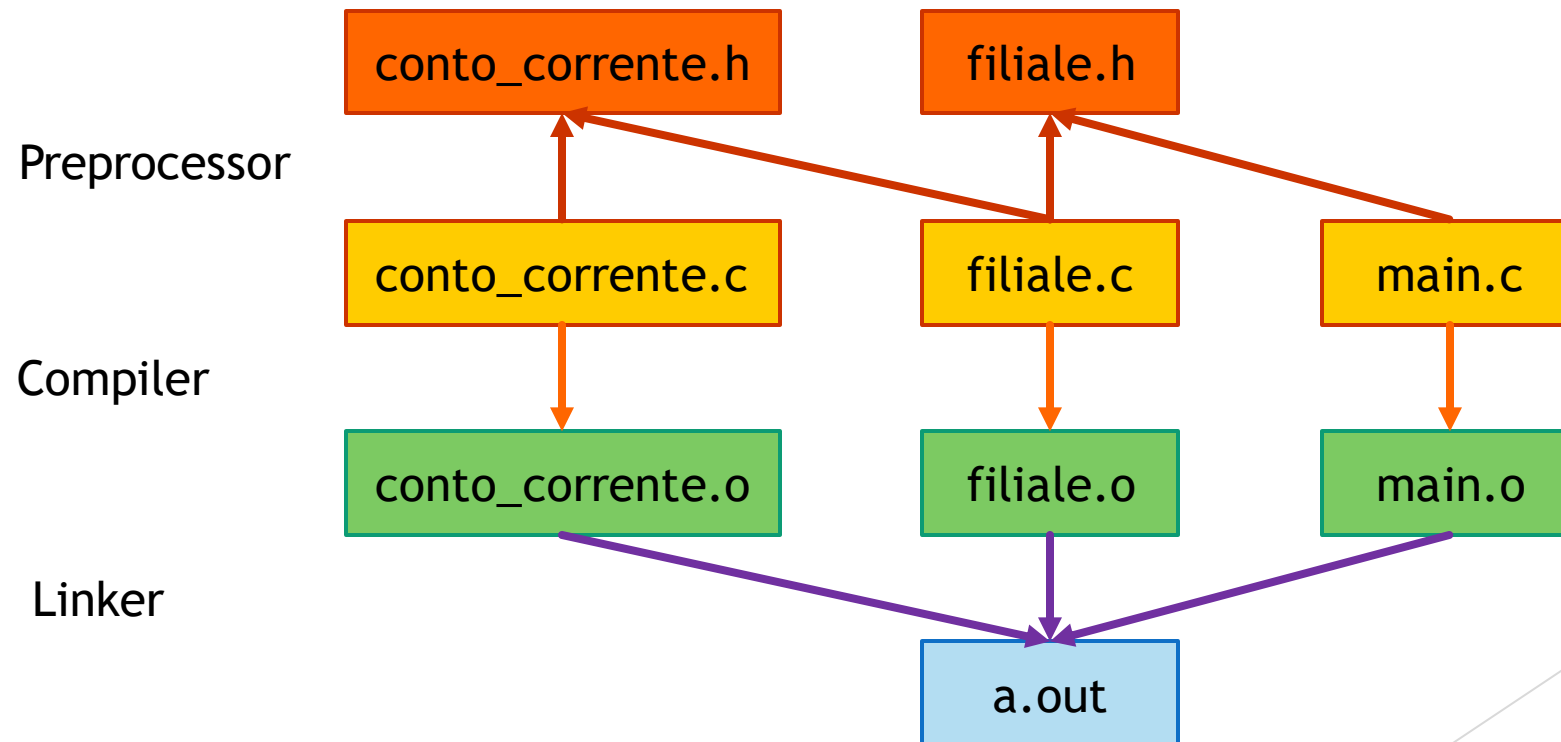 conto_corrente.h
filiale.h
Preprocessor
conto_corrente.c
filiale.c
main.c
Compiler
conto_corrente.o
filiale.o
main.o
Linker
a.out